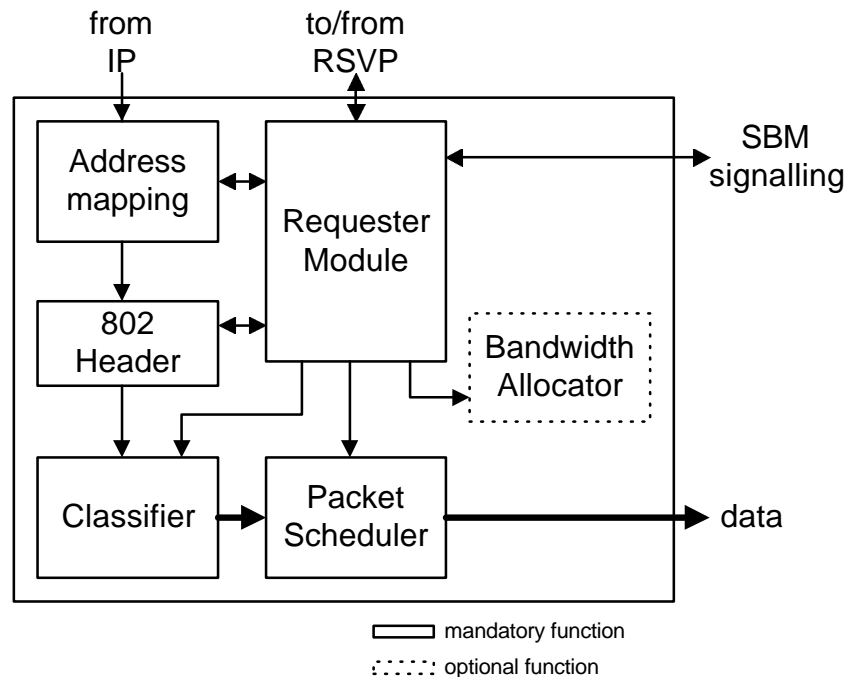 from
IP
to/from
RSVP
Address
mapping
Requester
Module
SBM
signalling
802
Header
Bandwidth
Allocator
Classifier
Packet
Scheduler
data
mandatory function
optional function